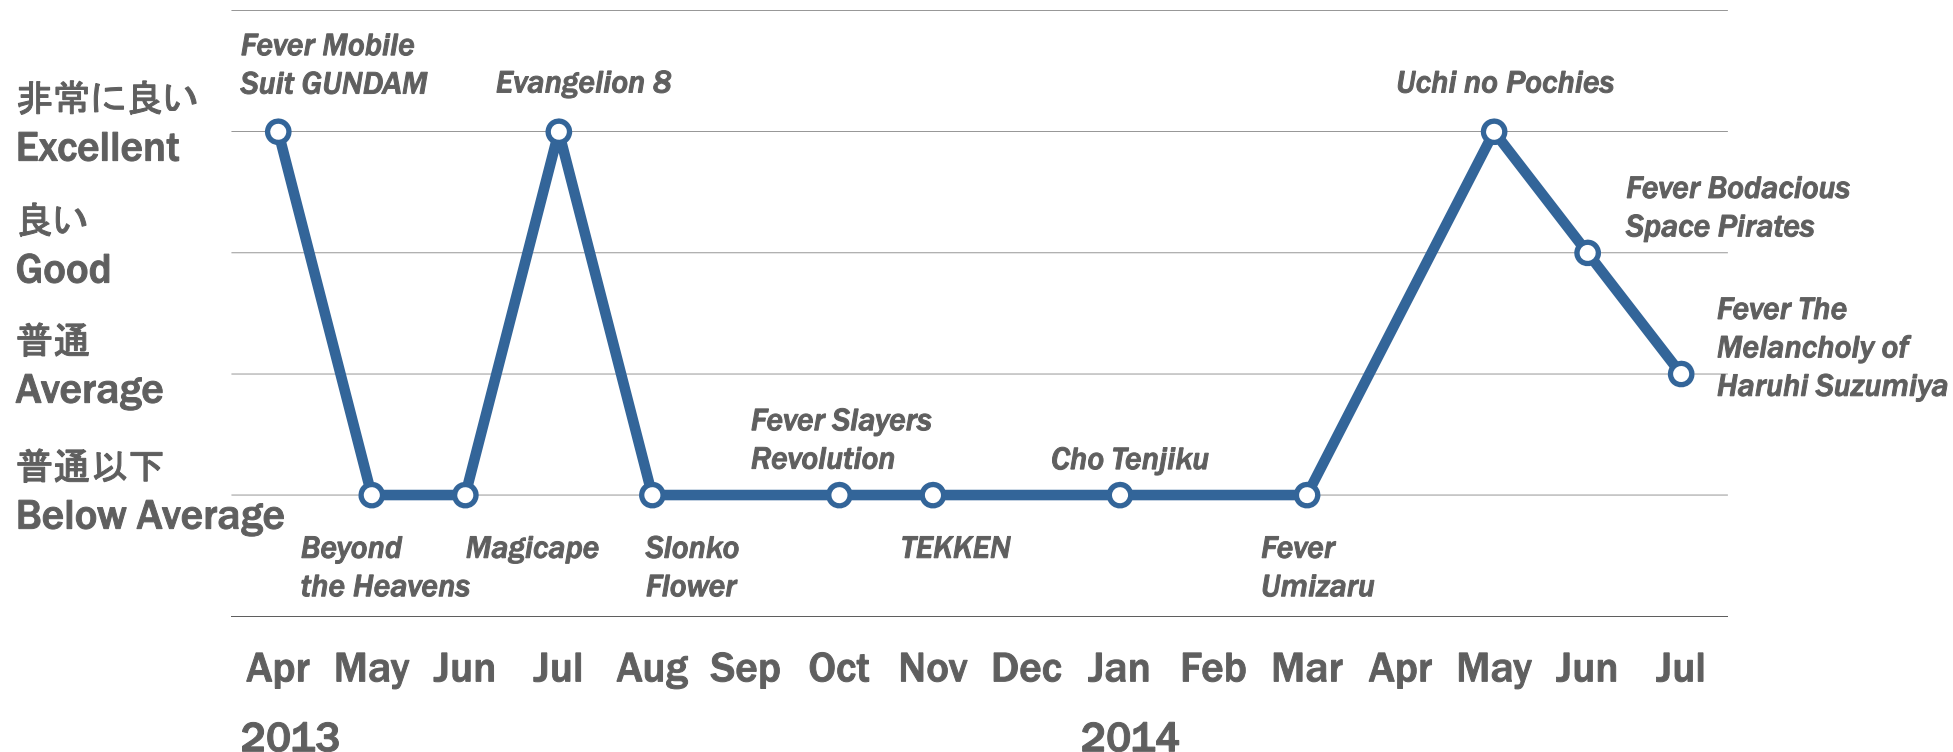 Fever Mobile
Suit GUNDAM
Evangelion 8
Uchi no Pochies
非常に良い
Excellent
Fever Bodacious
Space Pirates
良い
Good
Fever The
Melancholy of
Haruhi Suzumiya
普通
Average
Fever Slayers
Revolution
Cho Tenjiku
普通以下
Below Average
Beyond
the Heavens
Magicape
Slonko
Flower
TEKKEN
Fever
Umizaru
Apr May Jun Jul Aug Sep Oct Nov Dec Jan Feb Mar Apr May Jun Jul
2013 2014